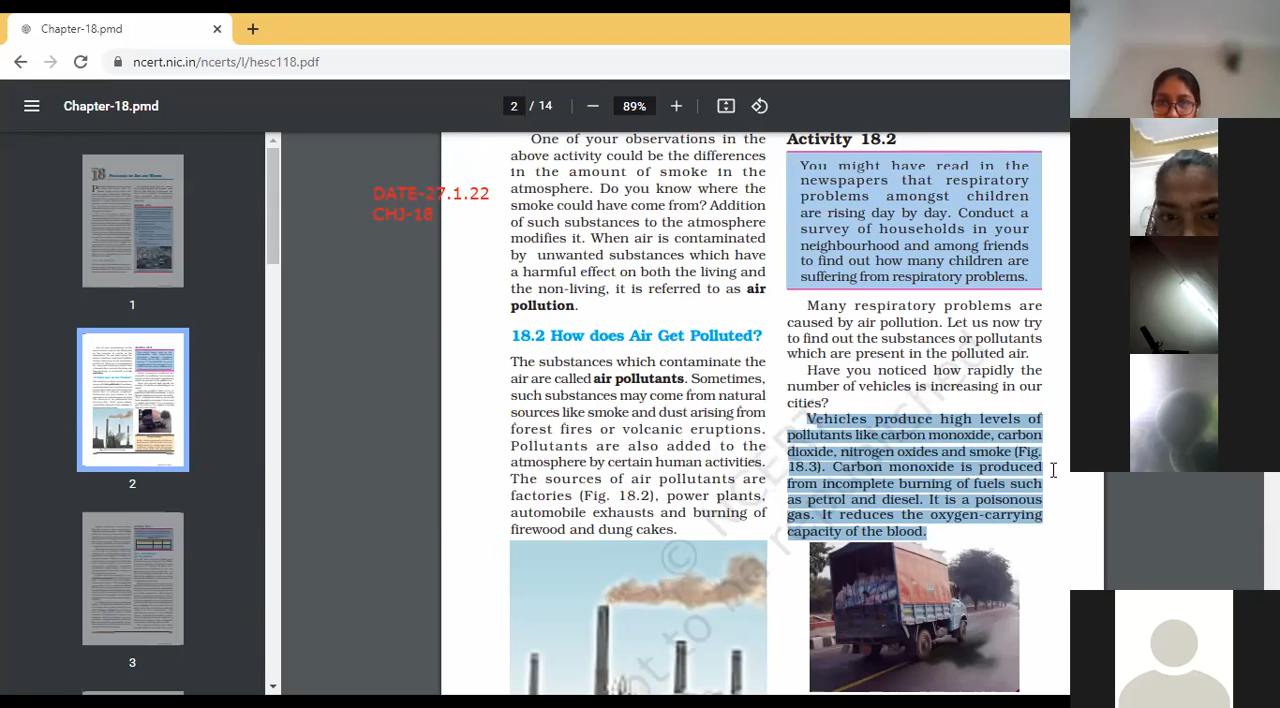 Chapter-18.pmd
ncert.nic.in/ncerts/l/hesc118.pdf
Chapter-18.pmd
2 / 14
89%
1
2
3
DATE-27.1.22
CHJ-18
One of your observations in the
above activity could be the differences
in the amount of smoke in the
atmosphere. Do you know where the
smoke could have come from? Addition
of such substances to the atmosphere
modifies it. When air is contaminated
by unwanted substances which have
a harmful effect on both the living and
the non-living, it is referred to as air
pollution.
18.2 How does Air Get Polluted?
The substances which contaminate the
air are called air pollutants. Sometimes,
such substances may come from natural
sources like smoke and dust arising from
forest fires or volcanic eruptions.
Pollutants are also added to the
atmosphere by certain human activities.
The sources of air pollutants are
factories (Fig. 18.2), power plants,
automobile exhausts and burning of
firewood and dung cakes.
Activity 18.2
You might have read in the
newspapers that respiratory
problems amongst children
are rising day by day. Conduct a
survey of households in your
neighbourhood and among friends
to find out how many children are
suffering from respiratory problems.
Many respiratory problems are
caused by air pollution. Let us now try
to find out the substances or pollutants
which are present in the polluted air.
Have you noticed how rapidly the
number of vehicles is increasing in our
cities?
Vehicles produce high levels of
pollutants like carbon monoxide, carbon
dioxide, nitrogen oxides and smoke (Fig.
18.3). Carbon monoxide is produced
from incomplete burning of fuels such
as petrol and diesel. It is a poisonous
gas. It reduces the oxygen-carrying
capacity of the blood.